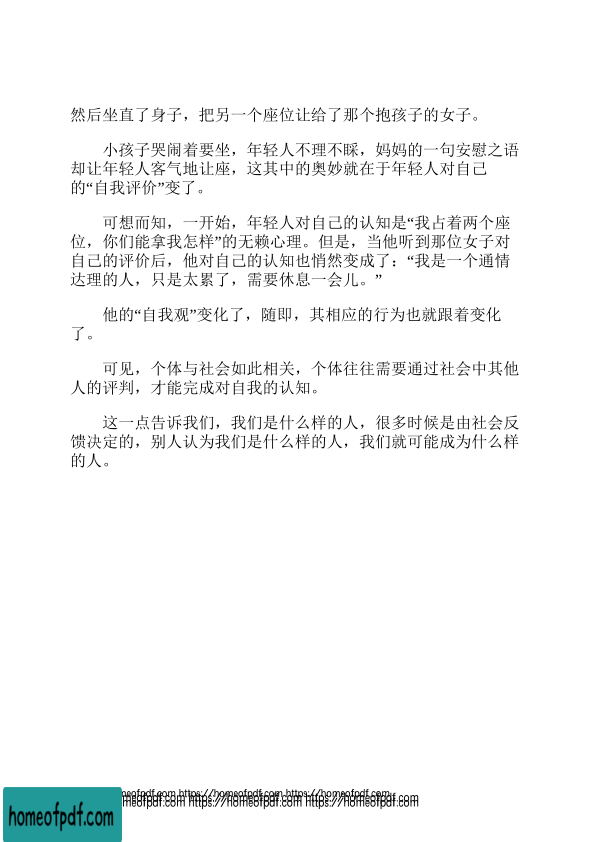 然后坐直了身子，把另一个座位让给了那个抱孩子的女子。
小孩子哭闹着要坐，年轻人不理不睬，妈妈的一句安慰之语
却让年轻人客气地让座，这其中的奥妙就在于年轻人对自己
的“自我评价”变了。
可想而知，一开始，年轻人对自己的认知是“我占着两个座
位，你们能拿我怎样”的无赖心理。但是，当他听到那位女子对
自己的评价后，他对自己的认知也悄然变成了：“我是一个通情
达理的人，只是太累了，需要休息一会儿。”
他的“自我观”变化了，随即，其相应的行为也就跟着变化
了。
可见，个体与社会如此相关，个体往往需要通过社会中其他
人的评判，才能完成对自我的认知。
这一点告诉我们，我们是什么样的人，很多时候是由社会反
馈决定的，别人认为我们是什么样的人，我们就可能成为什么样
的人。
meofpdf.com https://homeofpdf.com https://homeofpdf.com
meofpdf.com https://homeofpdf.com https://homeofpdf.com
homeofpdf.com